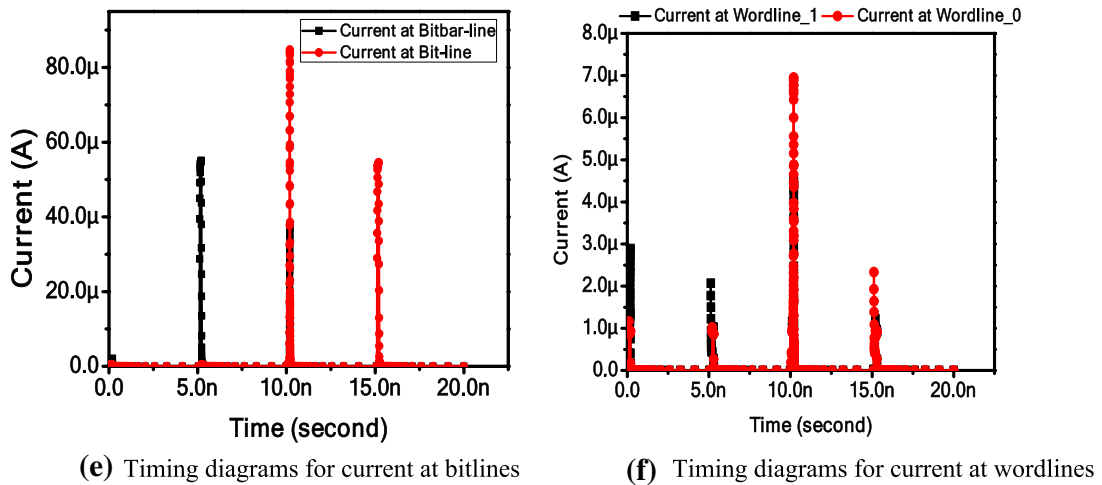 Current at Bitbar-line
Current at Bit-line
80.0µ
60.0µ
40.0µ
20.0µ
0.0
Current (A)
0.0 5.0n 10.0n 15.0n 20.0n
Time (second)
(e) Timing diagrams for current at bitlines
Current at Wordline_1 Current at Wordline_0
8.0µ
7.0µ
6.0µ
5.0µ
4.0µ
3.0µ
2.0µ
1.0µ
0.0
Current (A)
0.0 5.0n 10.0n 15.0n 20.0n
Time (second)
(f) Timing diagrams for current at wordlines